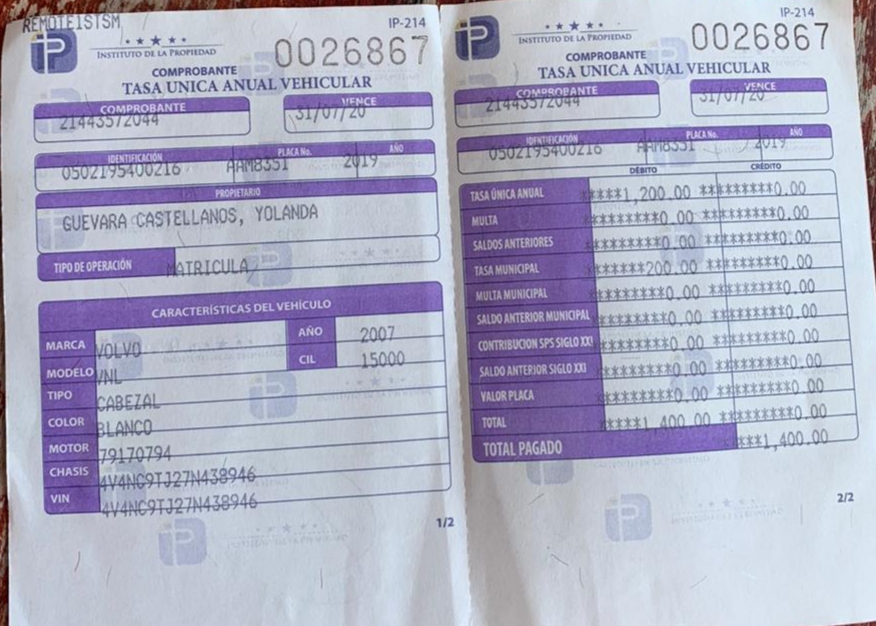 REMOTE1STSM
IP-214
IP
INSTITUTO DE LA PROPIEDAD
0026867
COMPROBANTE
TASA UNICA ANUAL VEHICULAR
COMPROBANTE
VENCE
21443572044
31/07/20
IDENTIFICACIÓN
PLACA No.
AÑO
0502195400216
AAM8351
2019
PROPIETARIO
GUEVARA CASTELLANOS, YOLANDA
TIPO DE OPERACIÓN
MATRICULA
CARACTERÍSTICAS DEL VEHÍCULO
MARCA VOLVO AÑO 2007
MODELO VNL CIL 15000
TIPO CABEZAL
COLOR BLANCO
MOTOR 79170794
CHASIS 4V4NC9TJ27N438946
VIN 4V4NC9TJ27N438946
1/2
IP-214
IP
INSTITUTO DE LA PROPIEDAD
0026867
COMPROBANTE
TASA UNICA ANUAL VEHICULAR
COMPROBANTE
VENCE
21443572044
31/07/20
IDENTIFICACIÓN
PLACA No.
AÑO
0502195400216
AAM8351
2019
DÉBITO
CRÉDITO
TASA ÚNICA ANUAL *****1,200.00 *********0.00
MULTA *********0.00 *********0.00
SALDOS ANTERIORES *********0.00 *********0.00
TASA MUNICIPAL *******200.00 *********0.00
MULTA MUNICIPAL *********0.00 *********0.00
SALDO ANTERIOR MUNICIPAL *********0.00 *********0.00
CONTRIBUCION SPS SIGLO XXI *********0.00 *********0.00
SALDO ANTERIOR SIGLO XXI *********0.00 *********0.00
VALOR PLACA *********0.00 *********0.00
TOTAL *****1,400.00 *********0.00
TOTAL PAGADO ****1,400.00
2/2